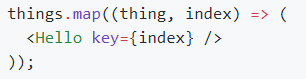 things.map((thing, index) => (
  <Hello key={index} />
));